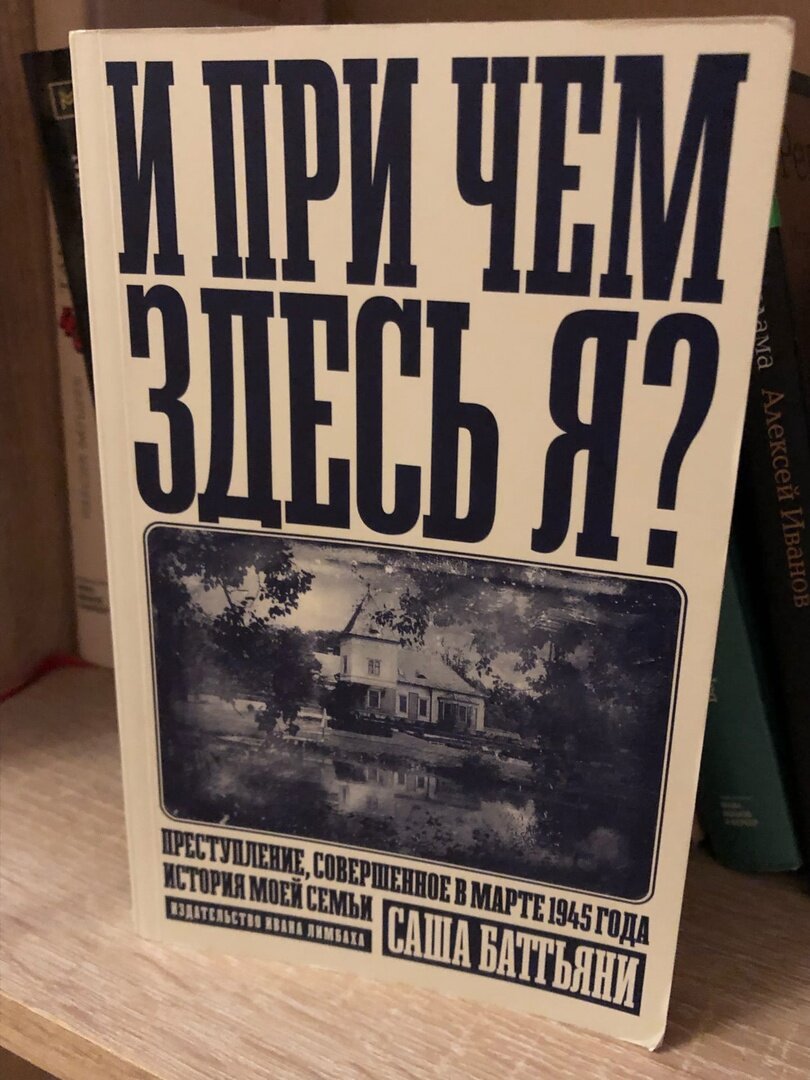 И ПРИ ЧЕМ
ЗДЕСЬ Я?
ПРЕСТУПЛЕНИЕ, СОВЕРШЕННОЕ В МАРТЕ 1945 ГОДА
ИСТОРИЯ МОЕЙ СЕМЬИ
ИЗДАТЕЛЬСТВО ИВАНА ЛИМБАХА
САША БАТТЬЯНИ
Алексей Иванов